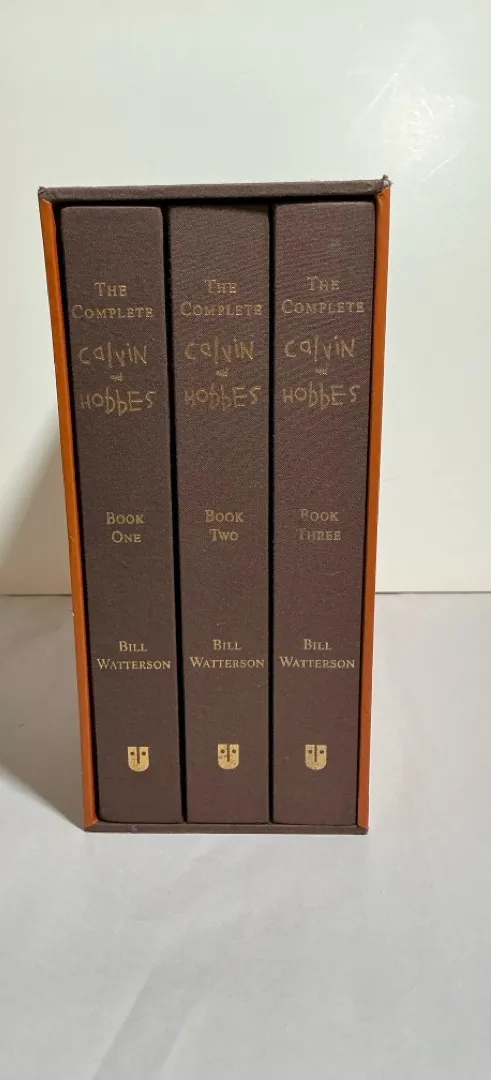 The
Complete
Calvin
and
Hobbes
Book
One
Bill
Watterson
The
Complete
Calvin
and
Hobbes
Book
Two
Bill
Watterson
The
Complete
Calvin
and
Hobbes
Book
Three
Bill
Watterson